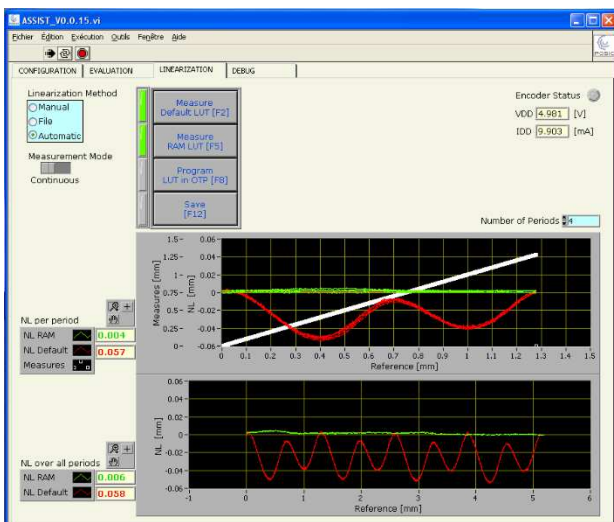 ASSIST_V0.0.15.vi
Fichier Édition Exécution Outils Fenêtre Aide
CONFIGURATION EVALUATION LINEARIZATION DEBUG
Linearization Method
Manual
File
Automatic
Measurement Mode
Continuous
Measure
Default LUT [F2]
Measure
RAM LUT [F5]
Program
LUT in OTP [F8]
Save
[F12]
Encoder Status
VDD 4.981 [V]
IDD 9.903 [mA]
Number of Periods 4
1.5- 0.06-
1.25- 0.04-
1- 0.02-
0.75- 0-
0.5- -0.02-
0.25- -0.04-
0- -0.06-
Measures [mm]
NL [mm]
0 0.1 0.2 0.3 0.4 0.5 0.6 0.7 0.8 0.9 1 1.1 1.2 1.3 1.4 1.5
Reference [mm]
NL per period
NL RAM 0.004
NL Default 0.057
Measures
0.06-
0.04-
0.02-
0-
-0.02-
-0.04-
-0.06-
NL [mm]
-1 0 1 2 3 4 5 6
Reference [mm]
NL over all periods
NL RAM 0.006
NL Default 0.058